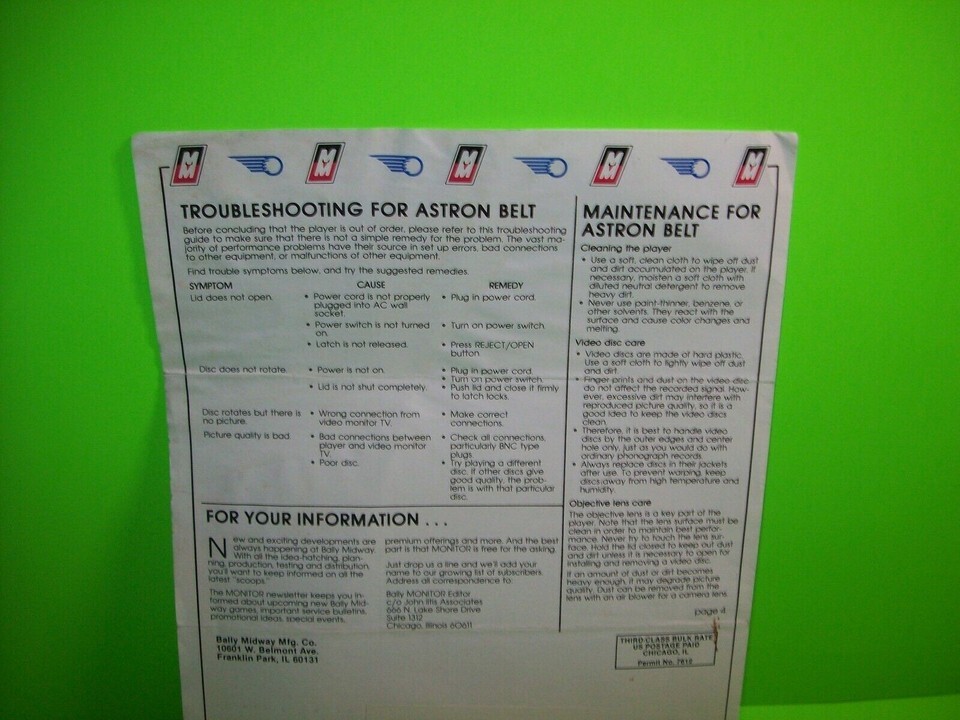 TROUBLESHOOTING FOR ASTRON BELT
Before concluding that the player is out of order, please refer to this troubleshooting
guide to make sure that there is not a simple remedy for the problem. The vast ma-
jority of performance problems have their source in set up errors, bad connections
to other equipment, or malfunctions of other equipment.
Find trouble symptoms below, and try the suggested remedies.
SYMPTOM CAUSE REMEDY
Lid does not open. • Power cord is not properly • Plug in power cord.
plugged into AC wall
socket.
• Power switch is not turned • Turn on power switch.
on.
• Latch is not released. • Press REJECT/OPEN
button.
Disc does not rotate. • Power is not on. • Plug in power cord.
• Turn on power switch.
• Lid is not shut completely. • Push lid and close it firmly
to latch locks.
Disc rotates but there is • Wrong connection from • Make correct
no picture. video monitor TV. connections.
Picture quality is bad. • Bad connections between • Check all connections,
player and video monitor particularly BNC type
TV. plugs.
• Poor disc. • Try playing a different
disc. If other discs give
good quality, the prob-
lem is with that particular
disc.
MAINTENANCE FOR
ASTRON BELT
Cleaning the player
• Use a soft, clean cloth to wipe off dust
and dirt accumulated on the player. If
necessary, moisten a soft cloth with
diluted neutral detergent to remove
heavy dirt.
• Never use paint-thinner, benzene, or
other solvents. They react with the
surface and cause color changes and
melting.
Video disc care
• Video discs are made of hard plastic.
Use a soft cloth to lightly wipe off dust
and dirt.
• Finger prints and dust on the video disc
do not affect the recorded signal. How-
ever, excessive dirt may interfere with
reproduced picture quality, so it is a
good idea to keep the video discs
clean.
• Therefore, it is best to handle video
discs by the outer edges and center
hole only, just as you would do with
ordinary phonograph records.
• Always replace discs in their jackets
after use. To prevent warping, keep
discs away from high temperature and
humidity.
Objective lens care
The objective lens is a key part of the
player. Note that the lens surface must be
clean in order to maintain best perfor-
mance. Never try to touch the lens sur-
face. Hold the lid closed to keep out dust
and dirt unless it is necessary to open for
installing and removing a video disc.
If an amount of dust or dirt becomes
heavy enough, it may degrade picture
quality. Dust can be removed from the
lens with an air blower for a camera lens.
page 4
FOR YOUR INFORMATION . . .
New and exciting developments are
always happening at Bally Midway.
With all the idea-hatching, plan-
ning, production, testing and distribution,
you'll want to keep informed on all the
latest "scoops."
The MONITOR newsletter keeps you in-
formed about upcoming new Bally Mid-
way games, important service bulletins,
promotional ideas, special events,
premium offerings and more. And the best
part is that MONITOR is free for the asking.
Just drop us a line and we'll add your
name to our growing list of subscribers.
Address all correspondence to:
Bally MONITOR Editor
c/o John Iltis Associates
666 N. Lake Shore Drive
Suite 1312
Chicago, Illinois 60611
Bally Midway Mfg. Co.
10601 W. Belmont Ave.
Franklin Park, IL 60131
THIRD CLASS BULK RATE
US POSTAGE PAID
CHICAGO, IL
Permit No. 7612